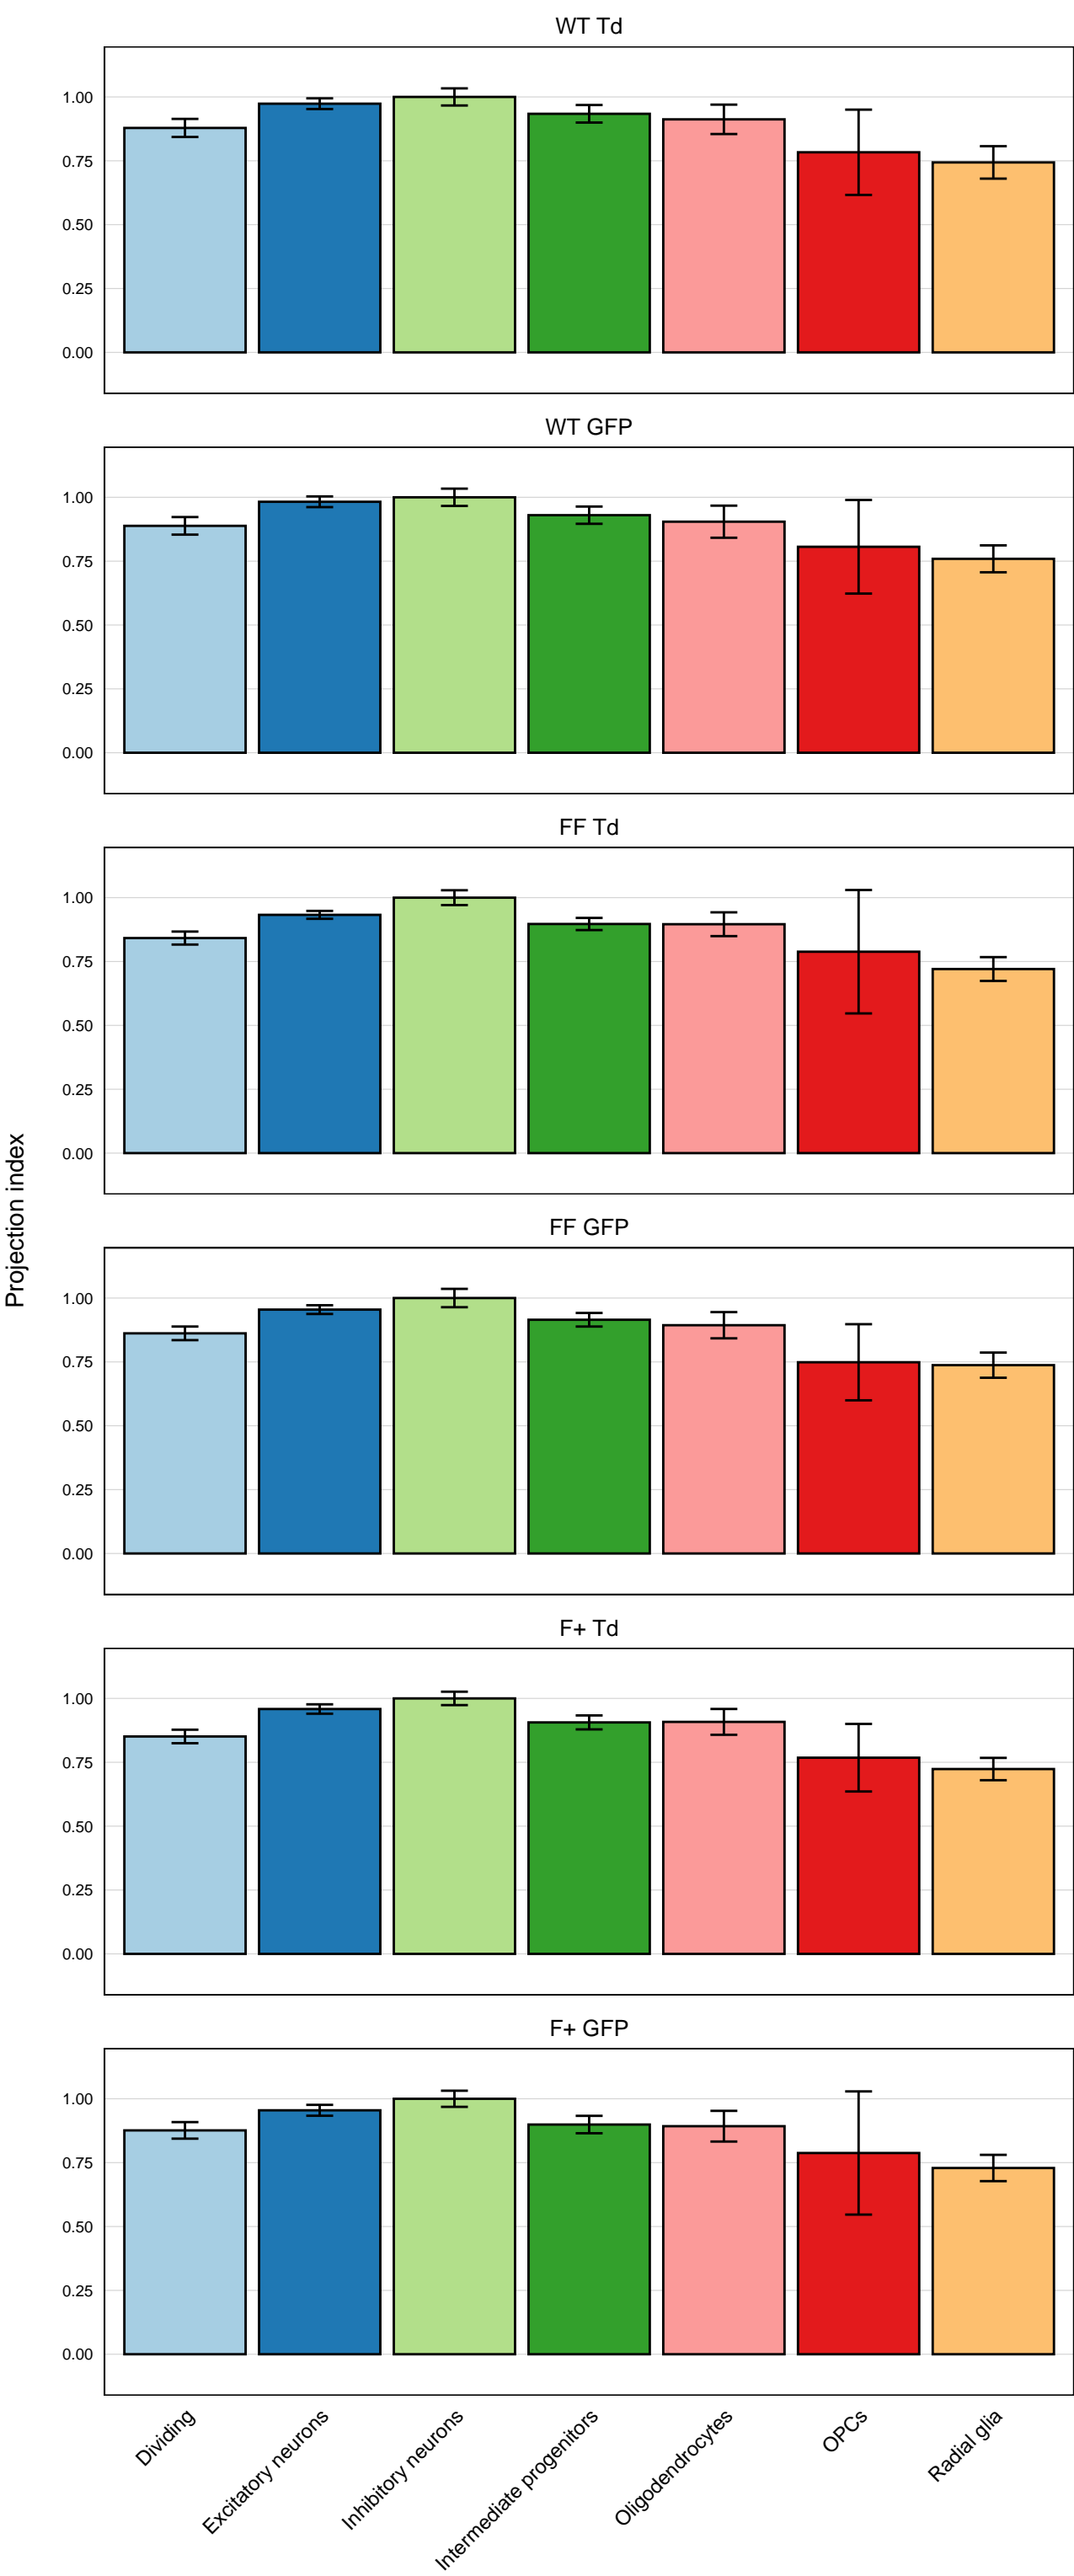 WT Td
1.00
0.75
0.50
0.25
0.00
WT GFP
1.00
0.75
0.50
0.25
0.00
FF Td
1.00
0.75
0.50
0.25
0.00
Projection index
FF GFP
1.00
0.75
0.50
0.25
0.00
F+ Td
1.00
0.75
0.50
0.25
0.00
F+ GFP
1.00
0.75
0.50
0.25
0.00
Dividing
Excitatory neurons
Inhibitory neurons
Intermediate progenitors
Oligodendrocytes
OPCs
Radial glia